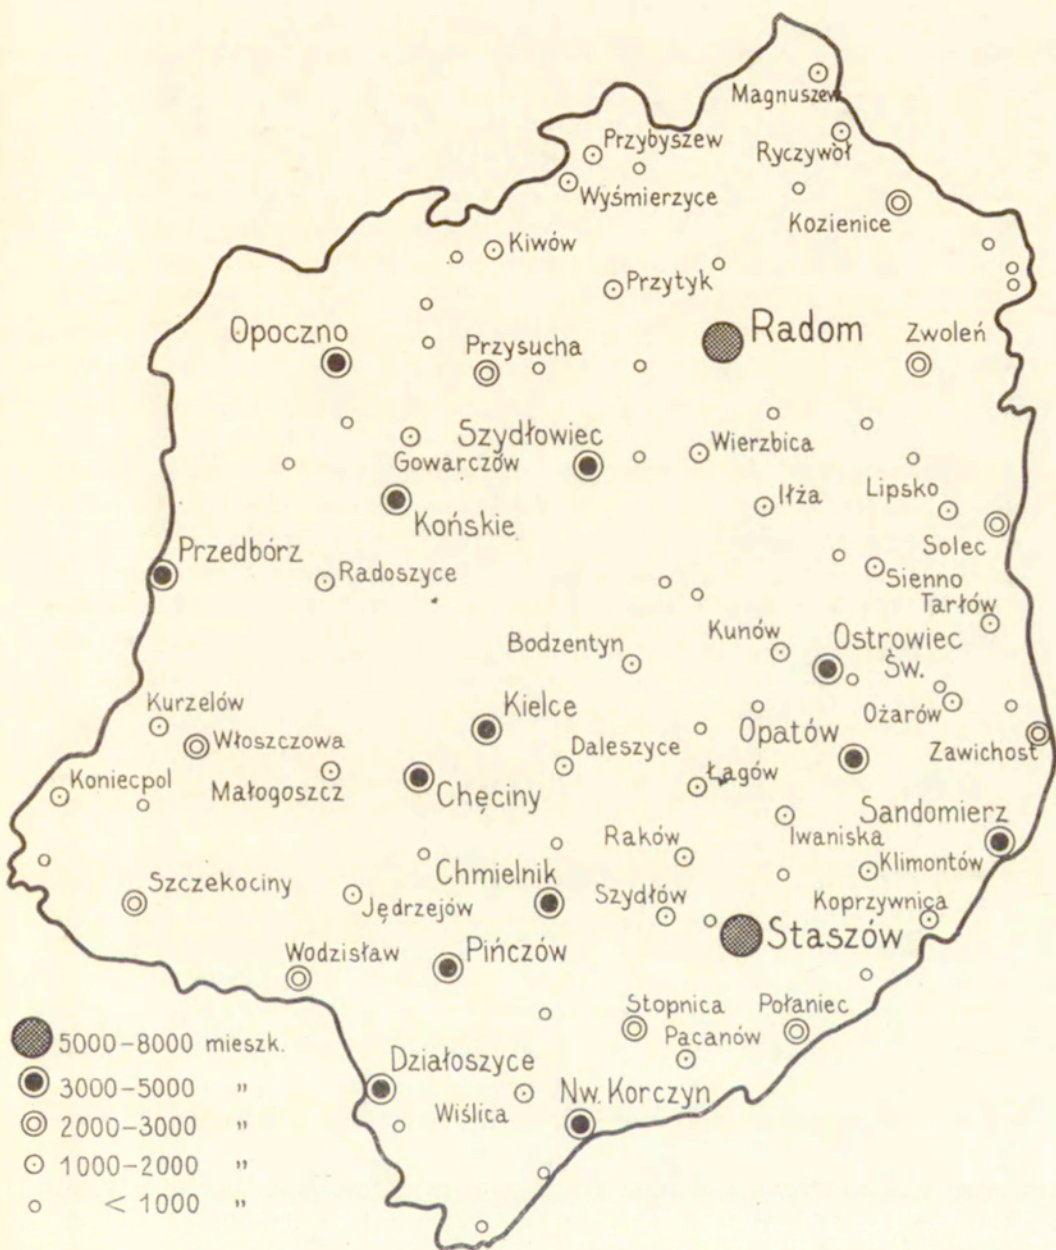 Magnuszew
Przybyszew
Ryczywół
Wyśmierzyce
Kozienice
Kiwów
Przytyk
Opoczno
Radom
Zwoleń
Przysucha
Szydłowiec
Wierzbica
Gowarczów
Iłża
Lipsko
Końskie
Solec
Przedbórz
Radoszyce
Sienno
Tarłów
Kunów
Ostrowiec
Św.
Bodzentyn
Kurzelów
Kielce
Ożarów
Włoszczowa
Daleszyce
Opatów
Zawichost
Koniecpol
Małogoszcz
Chęciny
Łagów
Sandomierz
Raków
Iwaniska
Chmielnik
Klimontów
Szczekociny
Jędrzejów
Szydłów
Koprzywnica
Staszów
Wodzisław
Pińczów
Stopnica
Połaniec
Pacanów
Działoszyce
Wiślica
Nw. Korczyn
5000-8000 mieszk.
3000-5000 "
2000-3000 "
1000-2000 "
< 1000 "